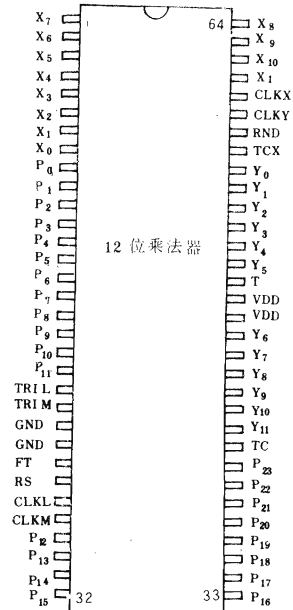 X₇
X₆
X₅
X₄
X₃
X₂
X₁
X₀
P₀
P₁
P₂
P₃
P₄
P₅
P₆
P₇
P₈
P₉
P₁₀
P₁₁
TRIL
TRIM
GND
GND
FT
RS
CLKL
CLKM
P₁₂
P₁₃
P₁₄
P₁₅
32
12位乘法器
64
X₈
X₉
X₁₀
X₁
CLKX
CLKY
RND
TCX
Y₀
Y₁
Y₂
Y₃
Y₄
Y₅
T
VDD
VDD
Y₆
Y₇
Y₈
Y₉
Y₁₀
Y₁₁
TC
P₂₃
P₂₂
P₂₁
P₂₀
P₁₉
P₁₈
P₁₇
P₁₆
33